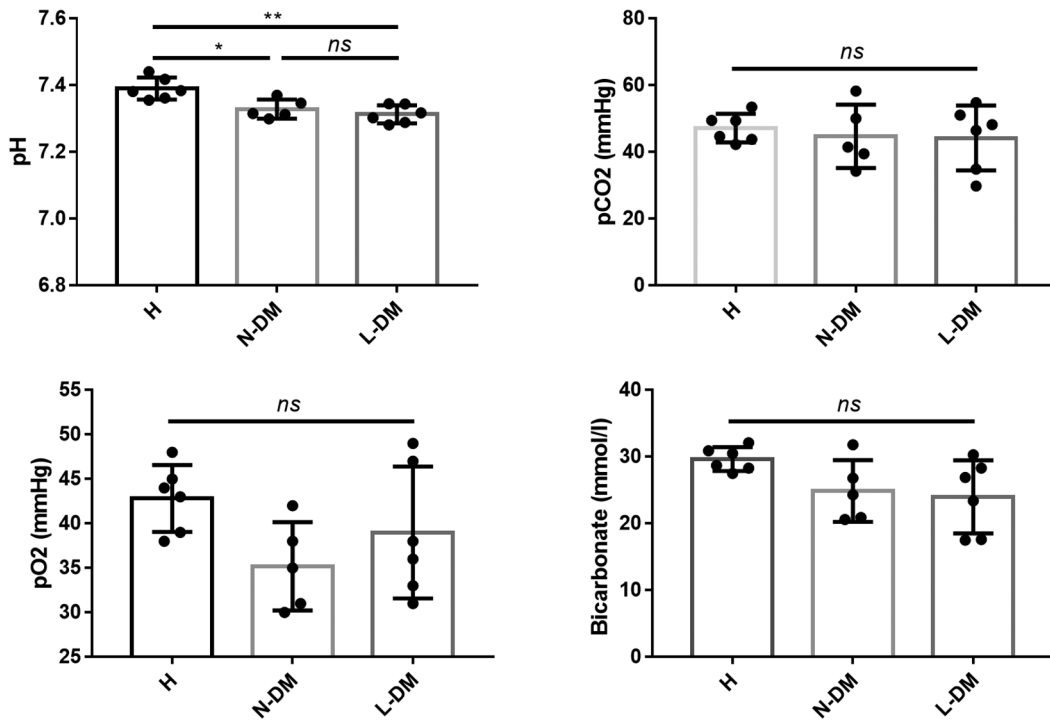 7.6
7.4
7.2
7.0
6.8
pH
**
*
ns
H
N-DM
L-DM
80
60
40
20
0
pCO2 (mmHg)
ns
H
N-DM
L-DM
55
50
45
40
35
30
25
pO2 (mmHg)
ns
H
N-DM
L-DM
40
30
20
10
0
Bicarbonate (mmol/l)
ns
H
N-DM
L-DM